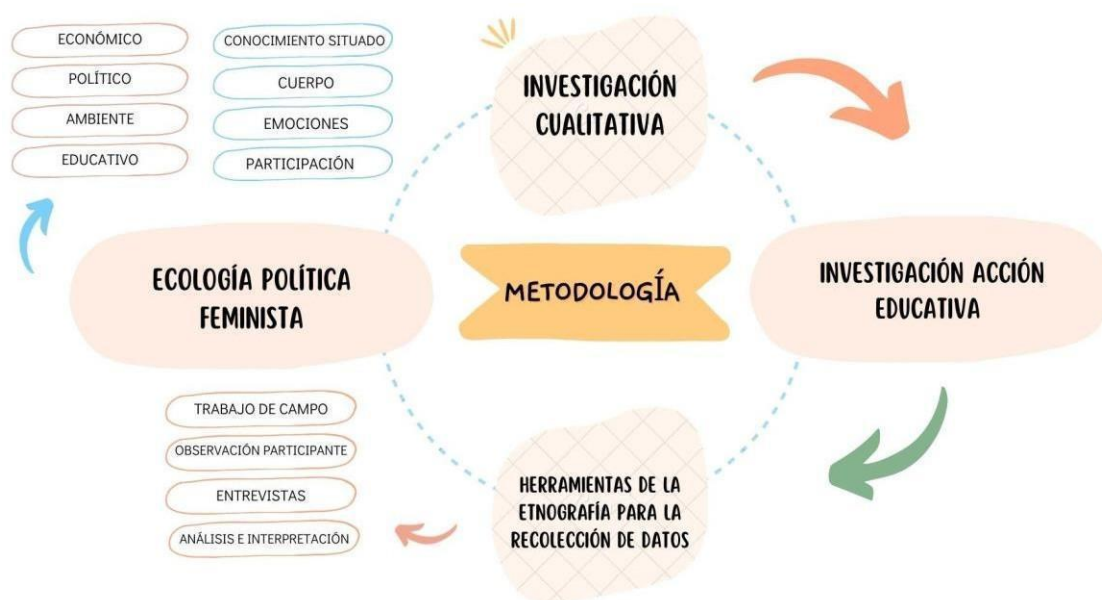 ECONÓMICO
POLÍTICO
AMBIENTE
EDUCATIVO
CONOCIMIENTO SITUADO
CUERPO
EMOCIONES
PARTICIPACIÓN
INVESTIGACIÓN
CUALITATIVA
ECOLOGÍA POLÍTICA
FEMINISTA
METODOLOGÍA
INVESTIGACIÓN ACCIÓN
EDUCATIVA
TRABAJO DE CAMPO
OBSERVACIÓN PARTICIPANTE
ENTREVISTAS
ANÁLISIS E INTERPRETACIÓN
HERRAMIENTAS DE LA
ETNOGRAFÍA PARA LA
RECOLECCIÓN DE DATOS